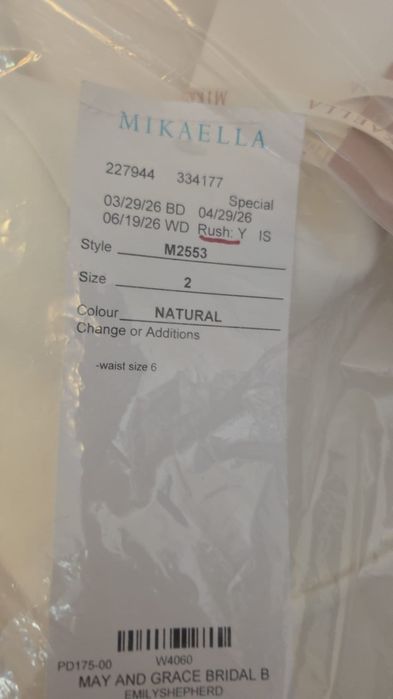 MIKAELLA
227944 334177
Special
03/29/26 BD 04/29/26
06/19/26 WD Rush: Y IS
Style M2553
Size 2
Colour NATURAL
Change or Additions
-waist size 6
PD175-00 W4060
MAY AND GRACE BRIDAL B
EMILYSHEPHERD